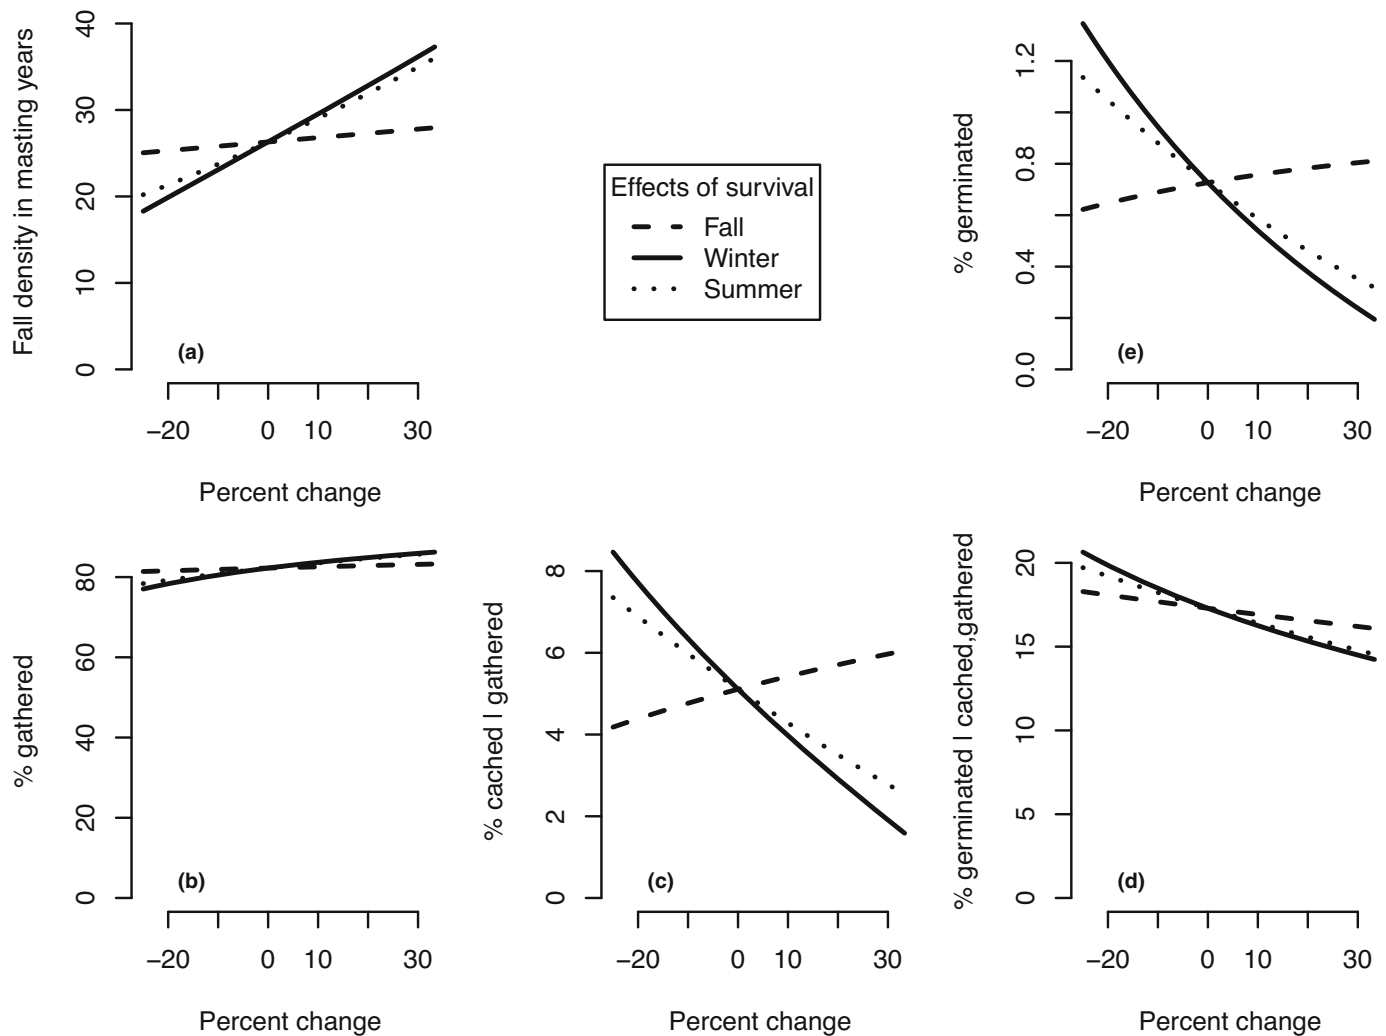 Fall density in masting years
40
30
20
10
0
(a)
−20 0 10 30
Percent change
Effects of survival
Fall
Winter
Summer
% germinated
1.2
0.8
0.4
0.0
(e)
−20 0 10 30
Percent change
% gathered
80
60
40
20
0
(b)
−20 0 10 30
Percent change
% cached | gathered
8
6
4
2
0
(c)
−20 0 10 30
Percent change
% germinated | cached,gathered
20
15
10
5
0
(d)
−20 0 10 30
Percent change